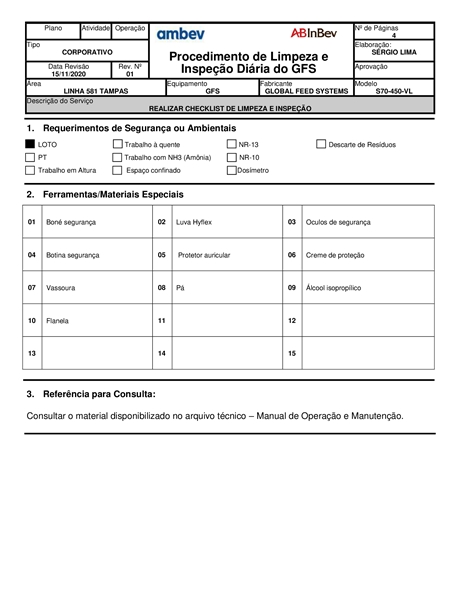 Plano Atividade Operação
ambev ABInBev
Nº de Páginas
4
Tipo
CORPORATIVO
Elaboração:
SÉRGIO LIMA
Procedimento de Limpeza e
Inspeção Diária do GFS
Data Revisão
15/11/2020
Rev. Nº
01
Aprovação
Área
LINHA 581 TAMPAS
Equipamento
GFS
Fabricante
GLOBAL FEED SYSTEMS
Modelo
S70-450-VL
Descrição do Serviço
REALIZAR CHECKLIST DE LIMPEZA E INSPEÇÃO
1. Requerimentos de Segurança ou Ambientais
LOTO Trabalho à quente NR-13 Descarte de Resíduos
PT Trabalho com NH3 (Amônia) NR-10
Trabalho em Altura Espaço confinado Dosímetro
2. Ferramentas/Materiais Especiais
01 Boné segurança 02 Luva Hyflex 03 Oculos de segurança
04 Botina segurança 05 Protetor auricular 06 Creme de proteção
07 Vassoura 08 Pá 09 Álcool isopropilico
10 Flanela 11 12
13 14 15
3. Referência para Consulta:
Consultar o material disponibilizado no arquivo técnico – Manual de Operação e Manutenção.